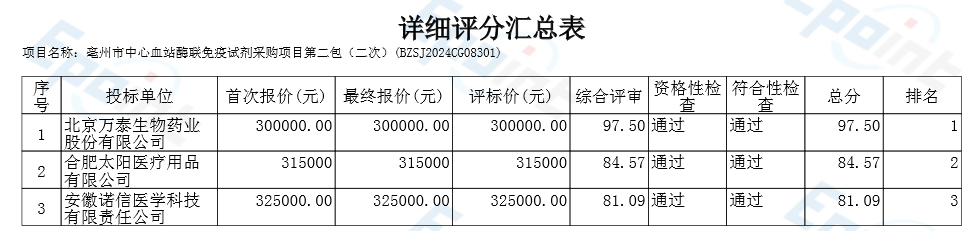 详细评分汇总表
项目名称：亳州市中心血站酶联免疫试剂采购项目第二包（二次）(BZSJ2024CG08301)
序号 投标单位 首次报价(元) 最终报价(元) 评标价(元) 综合评审 资格性检查 符合性检查 总分 排名
1 北京万泰生物药业股份有限公司 300000.00 300000.00 300000.00 97.50 通过 通过 97.50 1
2 合肥太阳医疗用品有限公司 315000 315000 315000 84.57 通过 通过 84.57 2
3 安徽诺信医学科技有限责任公司 325000.00 325000.00 325000.00 81.09 通过 通过 81.09 3